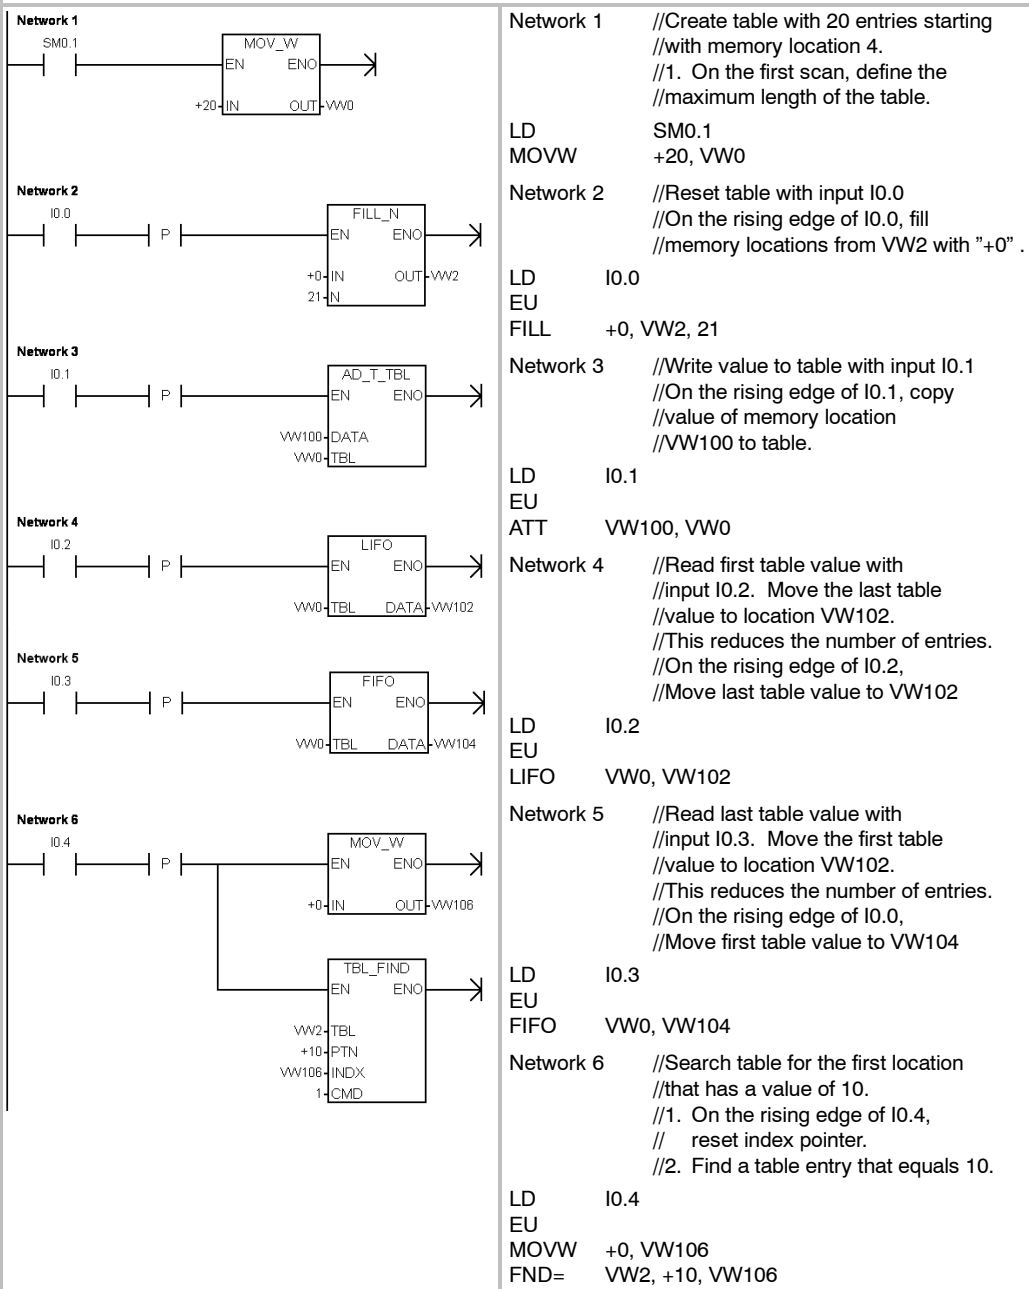 Network 1
SM0.1
MOV_W
EN ENO
+20 IN OUT VW0
Network 2
I0.0
P
FILL_N
EN ENO
+0 IN OUT VW2
21 N
Network 3
I0.1
P
AD_T_TBL
EN ENO
VW100 DATA
VW0 TBL
Network 4
I0.2
P
LIFO
EN ENO
VW0 TBL DATA VW102
Network 5
I0.3
P
FIFO
EN ENO
VW0 TBL DATA VW104
Network 6
I0.4
P
MOV_W
EN ENO
+0 IN OUT VW106
TBL_FIND
EN ENO
VW2 TBL
+10 PTN
VW106 INDX
1 CMD
Network 1 //Create table with 20 entries starting
//with memory location 4.
//1. On the first scan, define the
//maximum length of the table.
LD SM0.1
MOVW +20, VW0
Network 2 //Reset table with input I0.0
//On the rising edge of I0.0, fill
//memory locations from VW2 with ”+0” .
LD I0.0
EU
FILL +0, VW2, 21
Network 3 //Write value to table with input I0.1
//On the rising edge of I0.1, copy
//value of memory location
//VW100 to table.
LD I0.1
EU
ATT VW100, VW0
Network 4 //Read first table value with
//input I0.2. Move the last table
//value to location VW102.
//This reduces the number of entries.
//On the rising edge of I0.2,
//Move last table value to VW102
LD I0.2
EU
LIFO VW0, VW102
Network 5 //Read last table value with
//input I0.3. Move the first table
//value to location VW102.
//This reduces the number of entries.
//On the rising edge of I0.0,
//Move first table value to VW104
LD I0.3
EU
FIFO VW0, VW104
Network 6 //Search table for the first location
//that has a value of 10.
//1. On the rising edge of I0.4,
// reset index pointer.
//2. Find a table entry that equals 10.
LD I0.4
EU
MOVW +0, VW106
FND= VW2, +10, VW106